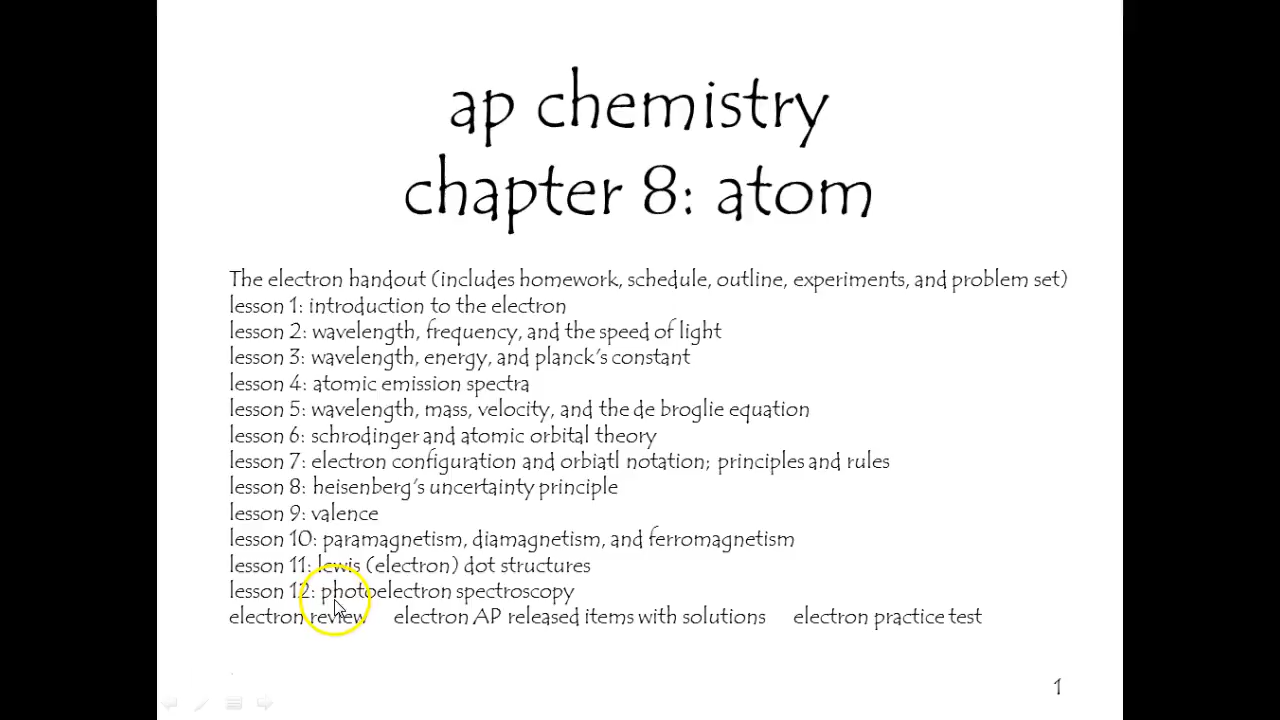 ap chemistry
chapter 8: atom
The electron handout (includes homework, schedule, outline, experiments, and problem set)
lesson 1: introduction to the electron
lesson 2: wavelength, frequency, and the speed of light
lesson 3: wavelength, energy, and planck's constant
lesson 4: atomic emission spectra
lesson 5: wavelength, mass, velocity, and the de broglie equation
lesson 6: schrodinger and atomic orbital theory
lesson 7: electron configuration and orbiatl notation; principles and rules
lesson 8: heisenberg's uncertainty principle
lesson 9: valence
lesson 10: paramagnetism, diamagnetism, and ferromagnetism
lesson 11: lewis (electron) dot structures
lesson 12: photoelectron spectroscopy
electron review electron AP released items with solutions electron practice test
1